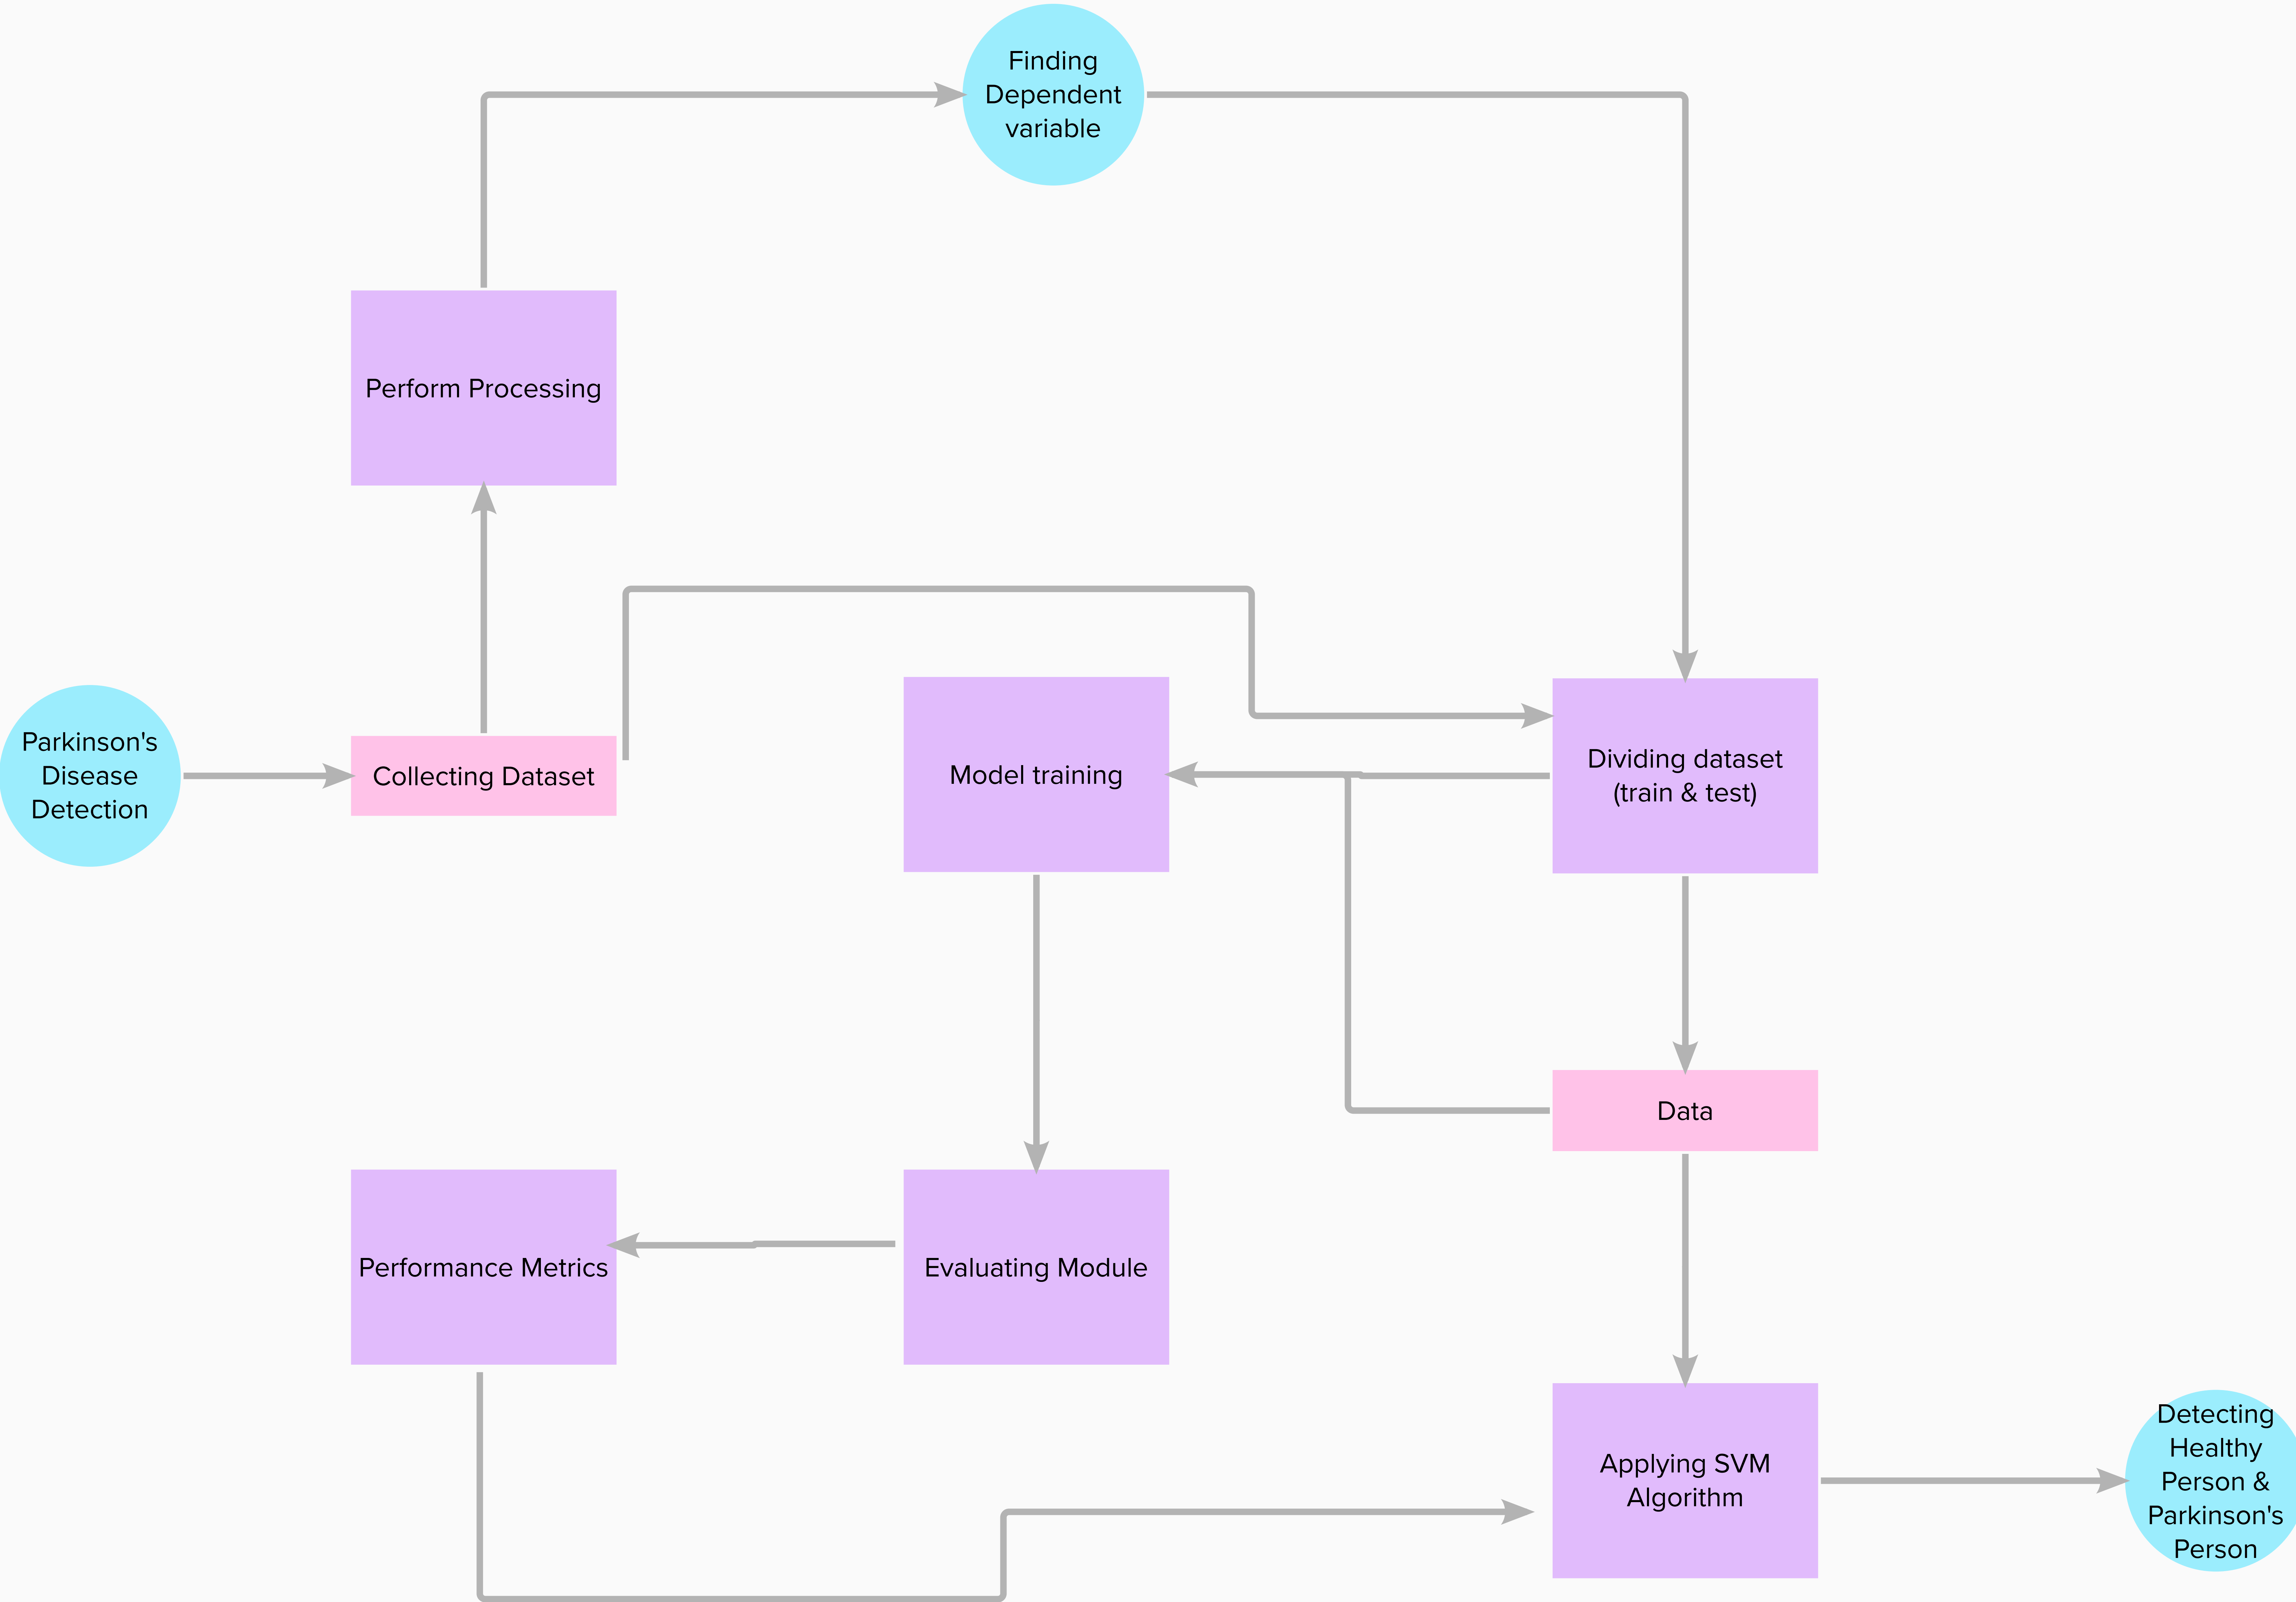 Finding
Dependent
variable
Perform Processing
Parkinson's
Disease
Detection
Collecting Dataset
Model training
Dividing dataset
(train & test)
Data
Performance Metrics
Evaluating Module
Applying SVM
Algorithm
Detecting
Healthy
Person &
Parkinson's
Person